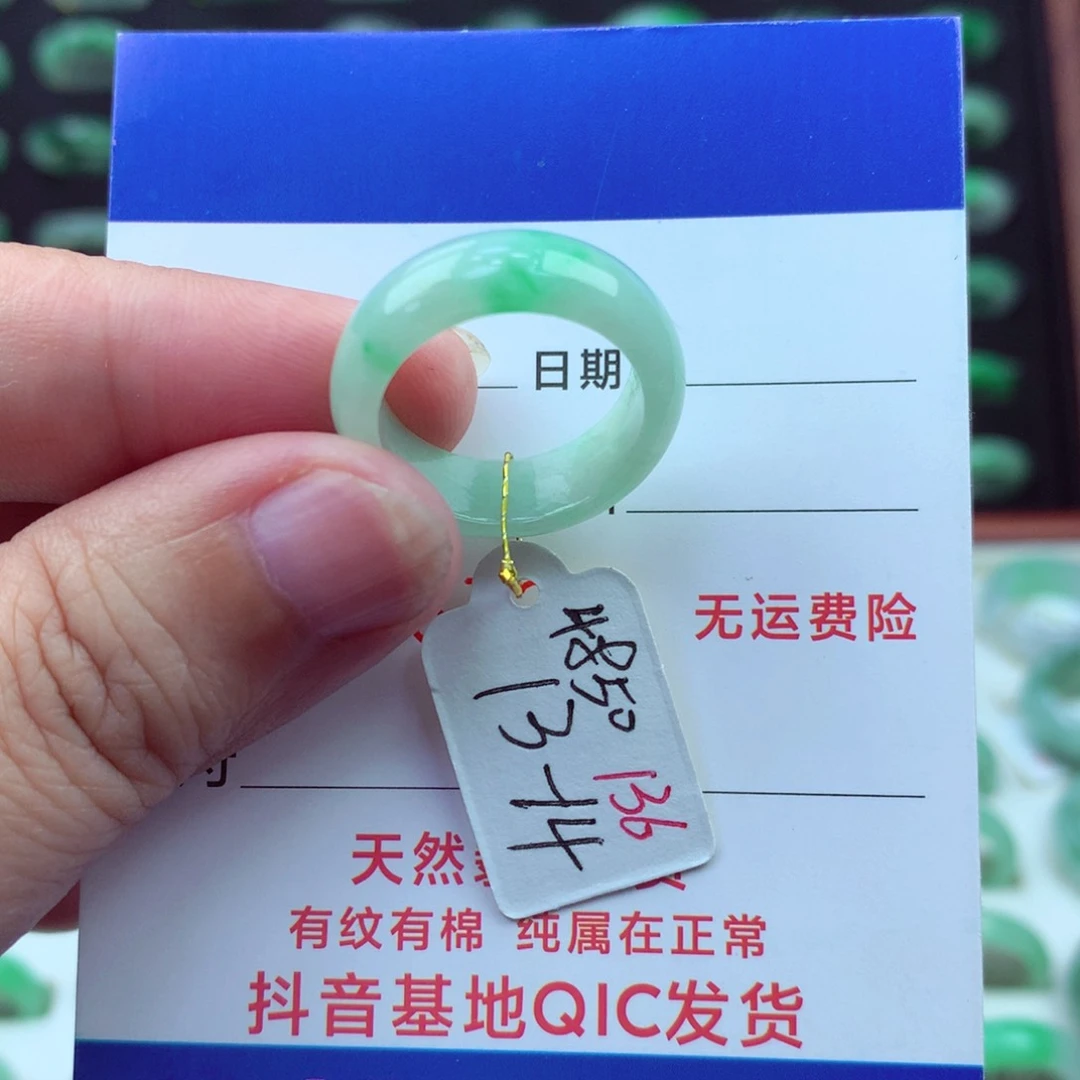 日期
无运费险
4850
13-14
136
天然
有纹有棉 纯属在正常
抖音基地QIC发货